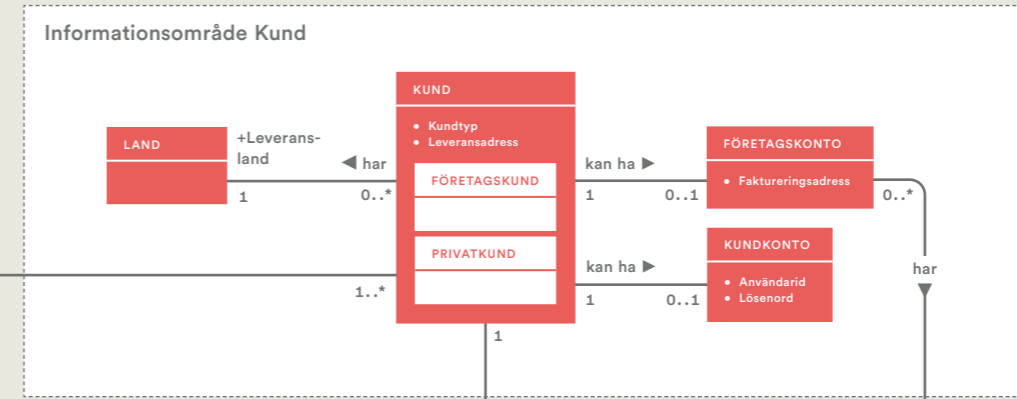 Informationsområde Kund
LAND
+Leverans-
land
◀ har
1
0..*
KUND
• Kundtyp
• Leveransadress
FÖRETAGSKUND
PRIVATKUND
kan ha ▶
1
0..1
FÖRETAGSKONTO
• Faktureringsadress
0..*
kan ha ▶
1
0..1
KUNDKONTO
• Användarid
• Lösenord
har
▼
1..*
1